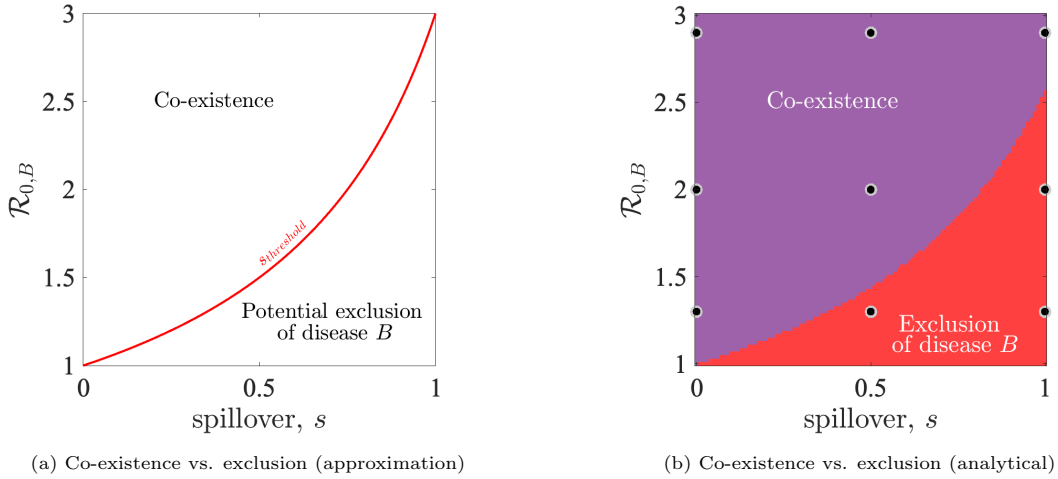 3
2.5
2
1.5
1
0
0.5
1
Co-existence
s_threshold
Potential exclusion
of disease B
R_{0,B}
spillover, s
(a) Co-existence vs. exclusion (approximation)
3
2.5
2
1.5
1
0
0.5
1
Co-existence
Exclusion
of disease B
R_{0,B}
spillover, s
(b) Co-existence vs. exclusion (analytical)